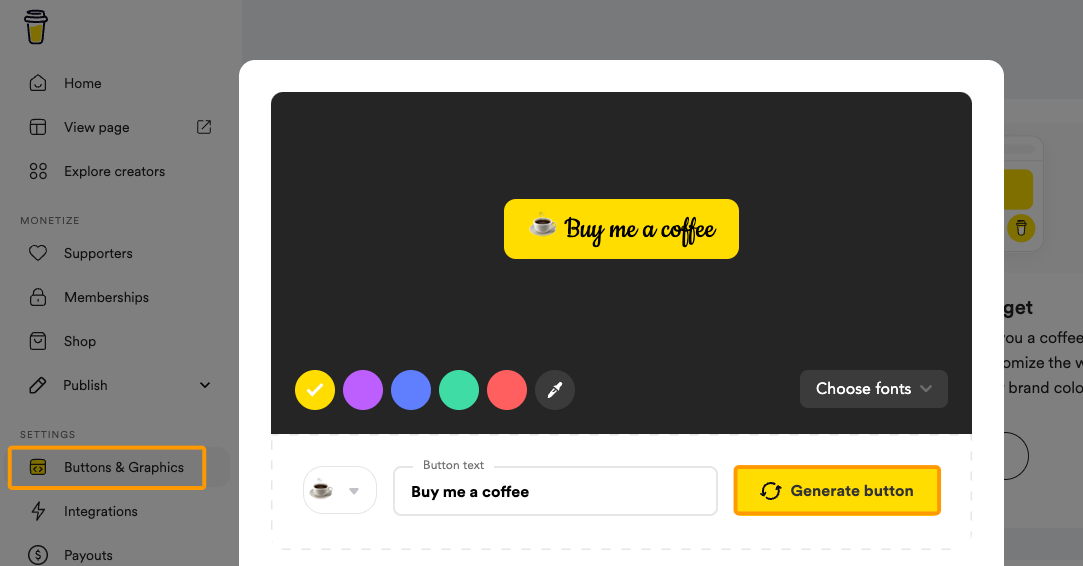 Home
View page
Explore creators
MONETIZE
Supporters
Memberships
Shop
Publish
SETTINGS
Buttons & Graphics
Integrations
Payouts
Buy me a coffee
Choose fonts
Button text
Buy me a coffee
Generate button
get
ou a coffee
omize the w
brand colo